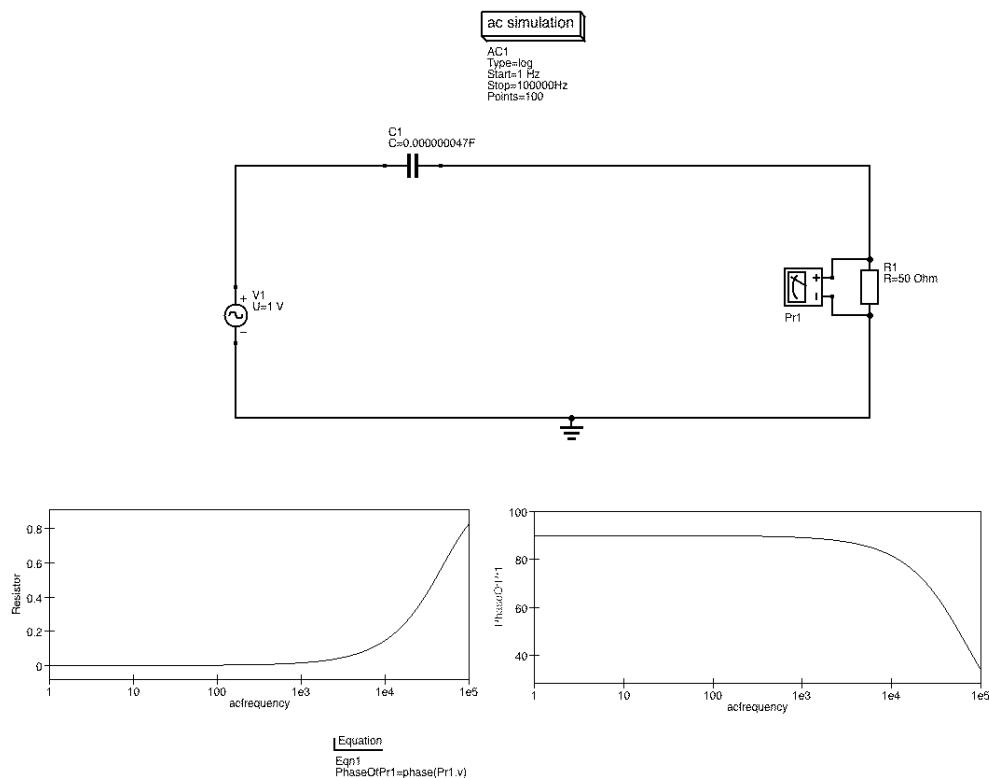 ac simulation
AC1
Type=log
Start=1 Hz
Stop=100000Hz
Points=100
C1
C=0.000000047F
V1
U=1 V
+
−
+
R1
R=50 Ohm
Pr1
0.8
0.6
0.4
0.2
0
Resistor
1
10
100
1e3
1e4
1e5
acfrequency
100
80
60
40
PhaseOfPr1
1
10
100
1e3
1e4
1e5
acfrequency
Equation
Eqn1
PhaseOfPr1=phase(Pr1.v)